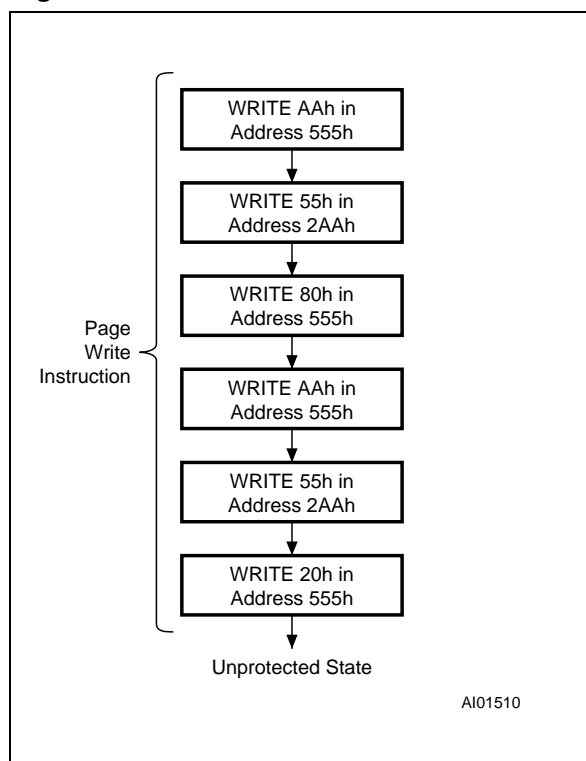 WRITE AAh in
Address 555h
WRITE 55h in
Address 2AAh
WRITE 80h in
Address 555h
Page
Write
Instruction
WRITE AAh in
Address 555h
WRITE 55h in
Address 2AAh
WRITE 20h in
Address 555h
Unprotected State
AI01510